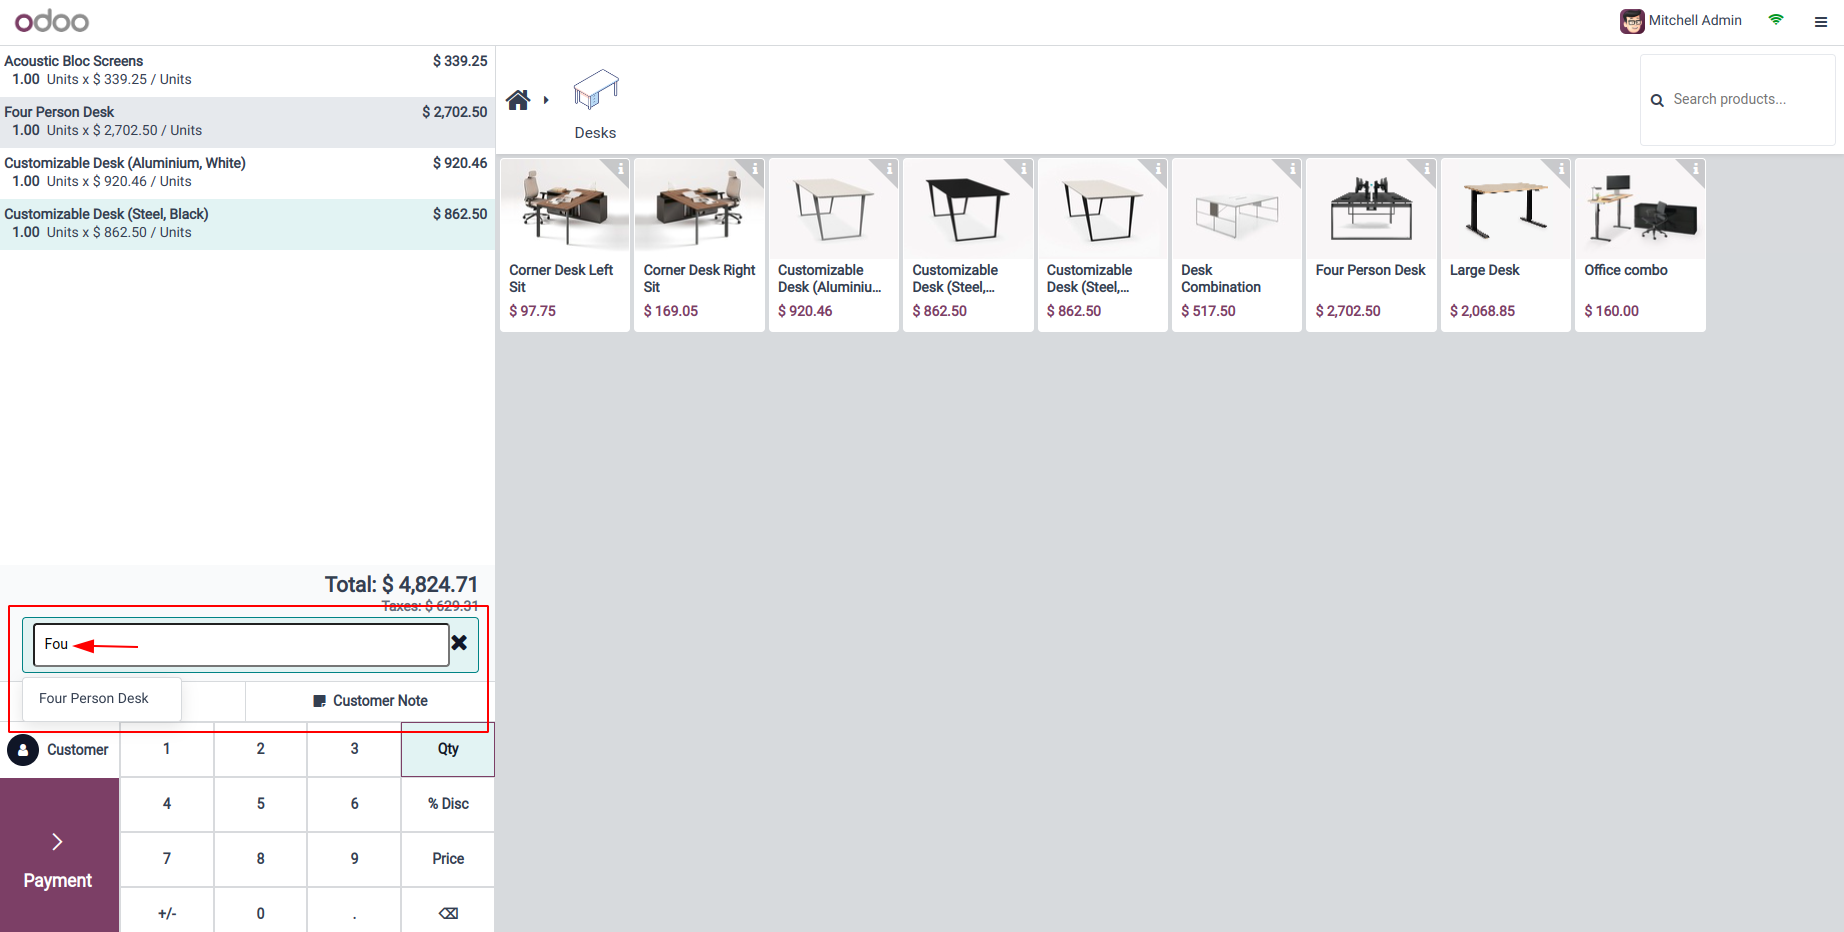 odoo
Mitchell Admin
Acoustic Bloc Screens $ 339.25
1.00 Units x $ 339.25 / Units
Four Person Desk $ 2,702.50
1.00 Units x $ 2,702.50 / Units
Customizable Desk (Aluminium, White) $ 920.46
1.00 Units x $ 920.46 / Units
Customizable Desk (Steel, Black) $ 862.50
1.00 Units x $ 862.50 / Units
Total: $ 4,824.71
Taxes: $ 629.31
Fou
Four Person Desk
Customer Note
Customer
1 2 3 Qty
4 5 6 % Disc
7 8 9 Price
+/- 0 .
Payment
Desks
Search products...
Corner Desk Left
Sit
$ 97.75
Corner Desk Right
Sit
$ 169.05
Customizable
Desk (Aluminiu...
$ 920.46
Customizable
Desk (Steel,...
$ 862.50
Customizable
Desk (Steel,...
$ 862.50
Desk
Combination
$ 517.50
Four Person Desk
$ 2,702.50
Large Desk
$ 2,068.85
Office combo
$ 160.00